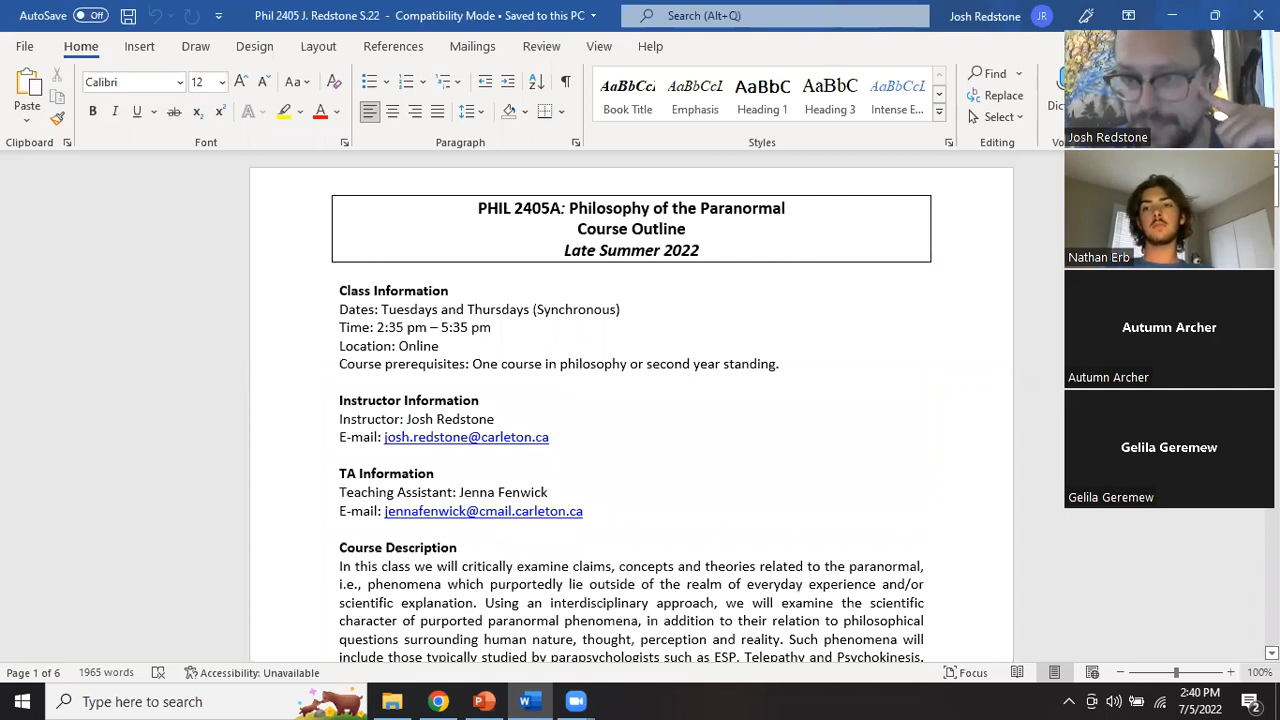 AutoSave Off Phil 2405 J. Redstone S.22 - Compatibility Mode • Saved to this PC Search (Alt+Q) Josh Redstone JR
File Home Insert Draw Design Layout References Mailings Review View Help
Paste Calibri 12 Aa AaBbCcL AaBbCcL AaBbC AaBbC AaBbCcL Find
Book Title Emphasis Heading 1 Heading 3 Intense E... Replace
Select
Clipboard Font Paragraph Styles Editing
Josh Redstone
Nathan Erb
Autumn Archer
Autumn Archer
Gelila Geremew
Gelila Geremew
PHIL 2405A: Philosophy of the Paranormal
Course Outline
Late Summer 2022
Class Information
Dates: Tuesdays and Thursdays (Synchronous)
Time: 2:35 pm – 5:35 pm
Location: Online
Course prerequisites: One course in philosophy or second year standing.
Instructor Information
Instructor: Josh Redstone
E-mail: josh.redstone@carleton.ca
TA Information
Teaching Assistant: Jenna Fenwick
E-mail: jennafenwick@cmail.carleton.ca
Course Description
In this class we will critically examine claims, concepts and theories related to the paranormal,
i.e., phenomena which purportedly lie outside of the realm of everyday experience and/or
scientific explanation. Using an interdisciplinary approach, we will examine the scientific
character of purported paranormal phenomena, in addition to their relation to philosophical
questions surrounding human nature, thought, perception and reality. Such phenomena will
include those typically studied by parapsychologists such as ESP, Telepathy and Psychokinesis.
Page 1 of 6 1965 words Accessibility: Unavailable Focus 100%
Type here to search 2:40 PM
7/5/2022 2